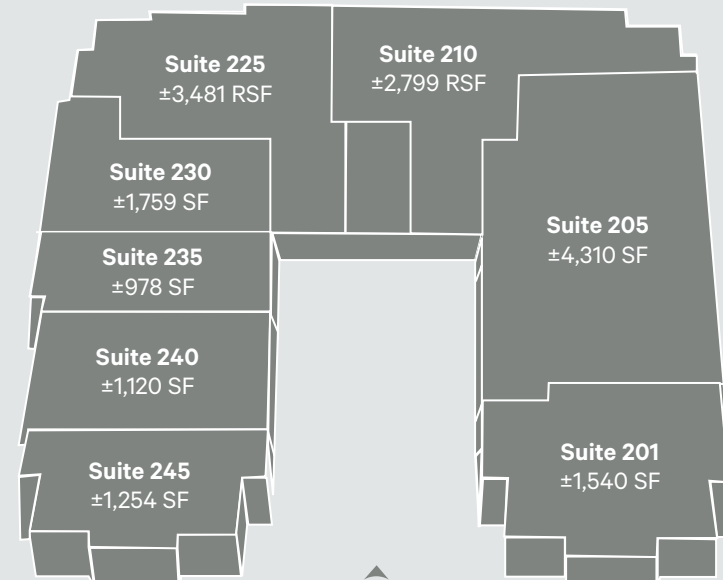 Suite 225
±3,481 RSF
Suite 210
±2,799 RSF
Suite 230
±1,759 SF
Suite 205
±4,310 SF
Suite 235
±978 SF
Suite 240
±1,120 SF
Suite 245
±1,254 SF
Suite 201
±1,540 SF